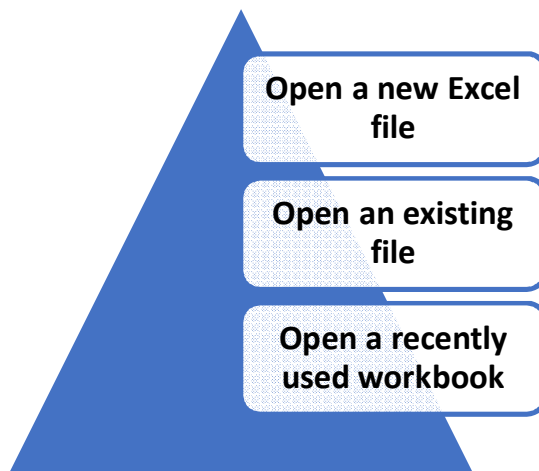 Open a new Excel
file
Open an existing
file
Open a recently
used workbook